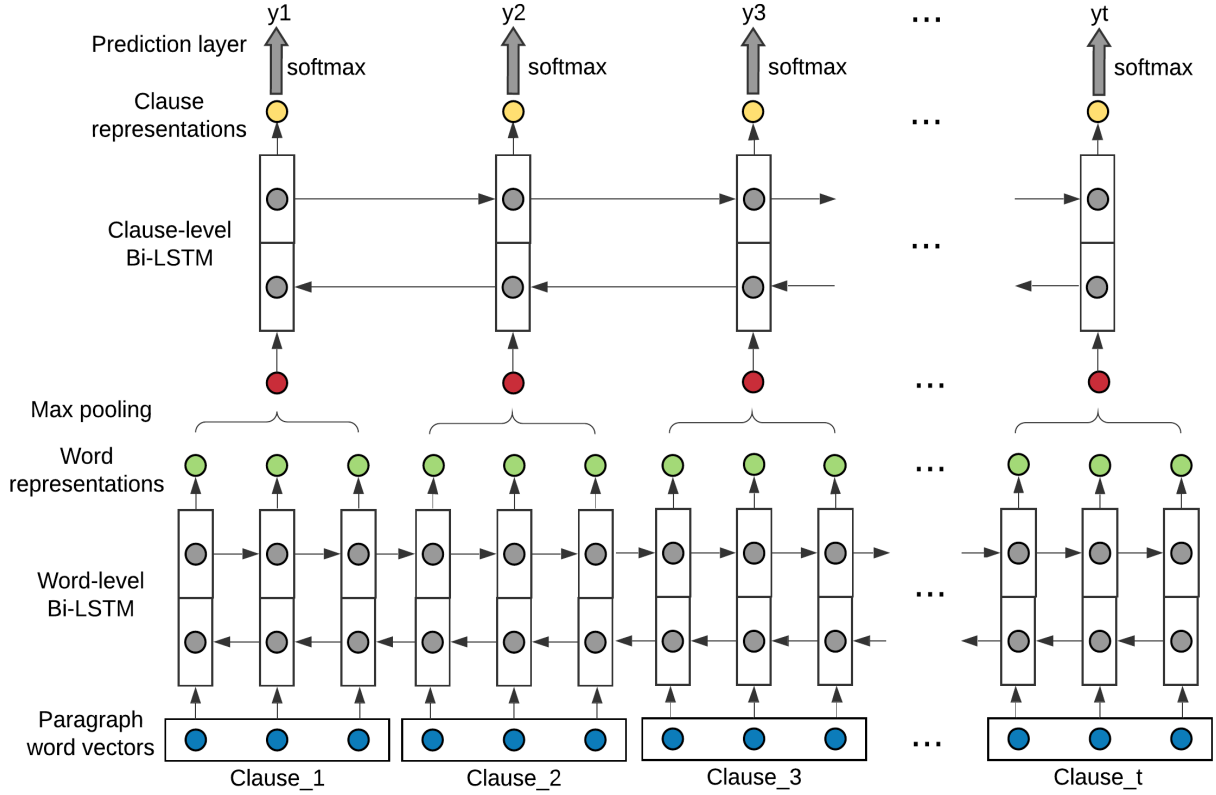 y1 y2 y3 ... yt
Prediction layer
softmax softmax softmax softmax
Clause
representations
...
Clause-level
Bi-LSTM
...
...
Max pooling
Word
representations
...
Word-level
Bi-LSTM
...
Paragraph
word vectors
...
Clause_1 Clause_2 Clause_3 Clause_t